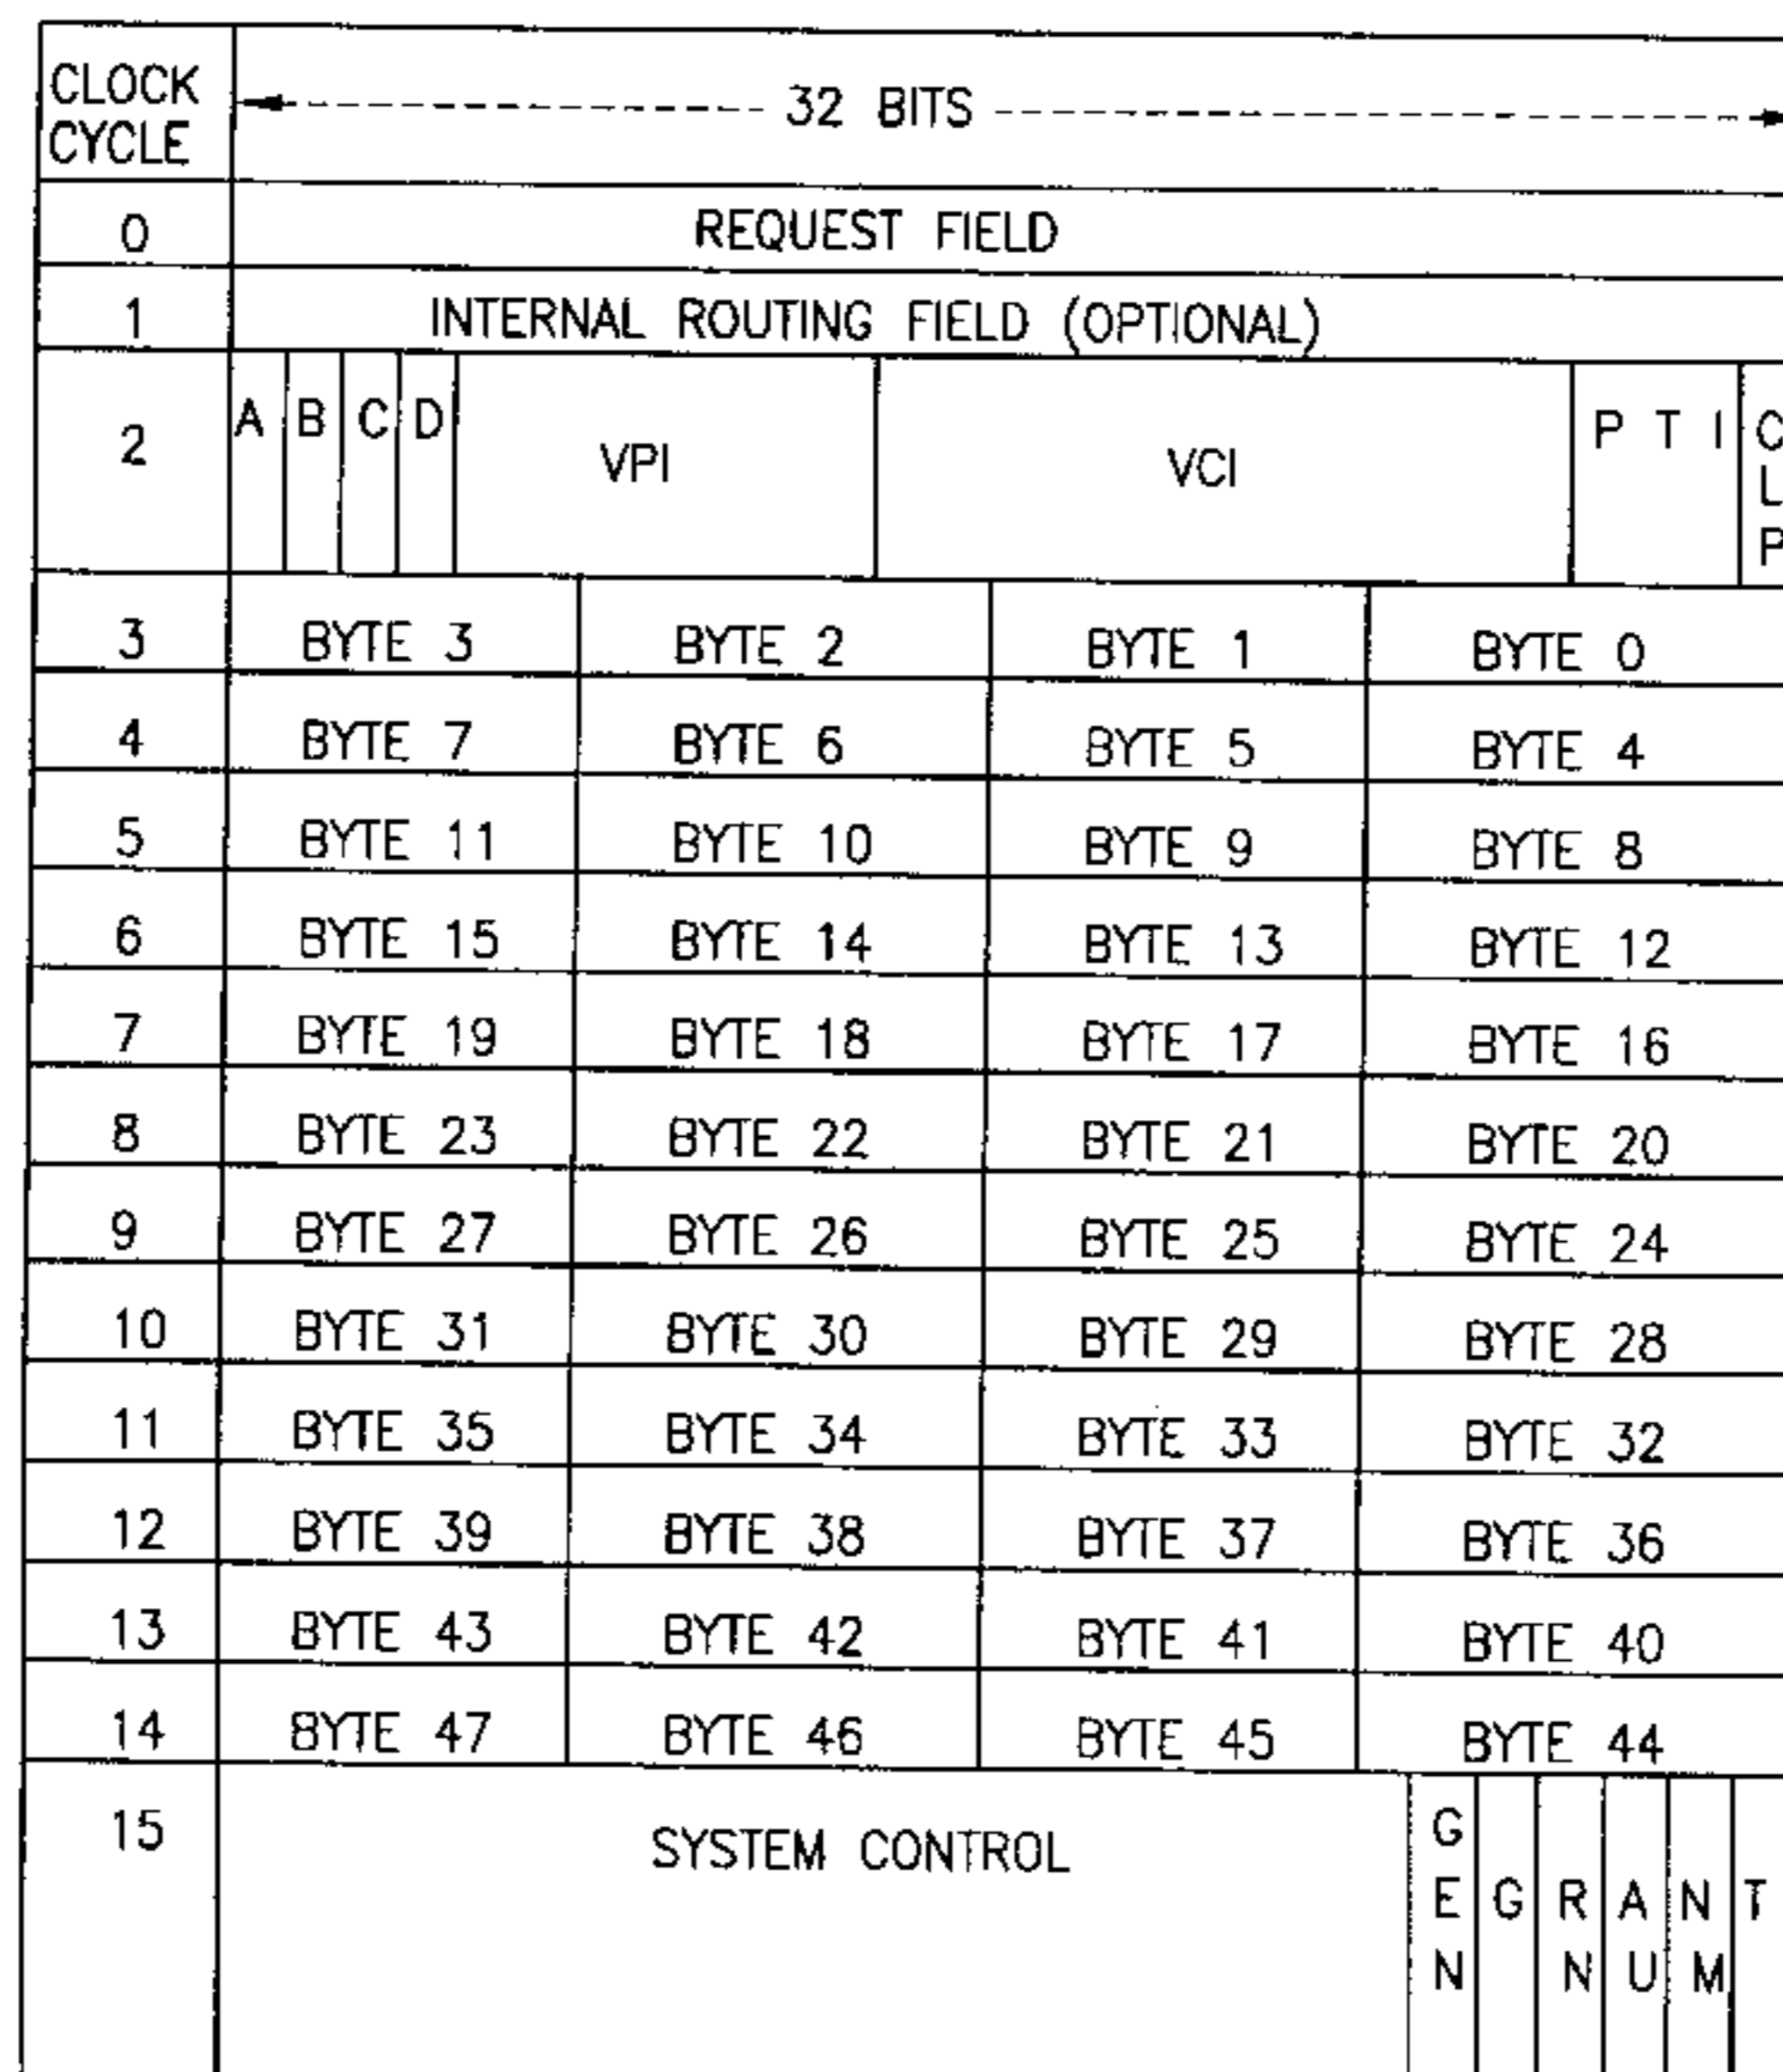 CLOCK CYCLE 32 BITS
0 REQUEST FIELD
1 INTERNAL ROUTING FIELD (OPTIONAL)
2 A B C D VPI VCI P T I C L P
3 BYTE 3 BYTE 2 BYTE 1 BYTE 0
4 BYTE 7 BYTE 6 BYTE 5 BYTE 4
5 BYTE 11 BYTE 10 BYTE 9 BYTE 8
6 BYTE 15 BYTE 14 BYTE 13 BYTE 12
7 BYTE 19 BYTE 18 BYTE 17 BYTE 16
8 BYTE 23 BYTE 22 BYTE 21 BYTE 20
9 BYTE 27 BYTE 26 BYTE 25 BYTE 24
10 BYTE 31 BYTE 30 BYTE 29 BYTE 28
11 BYTE 35 BYTE 34 BYTE 33 BYTE 32
12 BYTE 39 BYTE 38 BYTE 37 BYTE 36
13 BYTE 43 BYTE 42 BYTE 41 BYTE 40
14 BYTE 47 BYTE 46 BYTE 45 BYTE 44
15 SYSTEM CONTROL GEN G R A N T
N U M